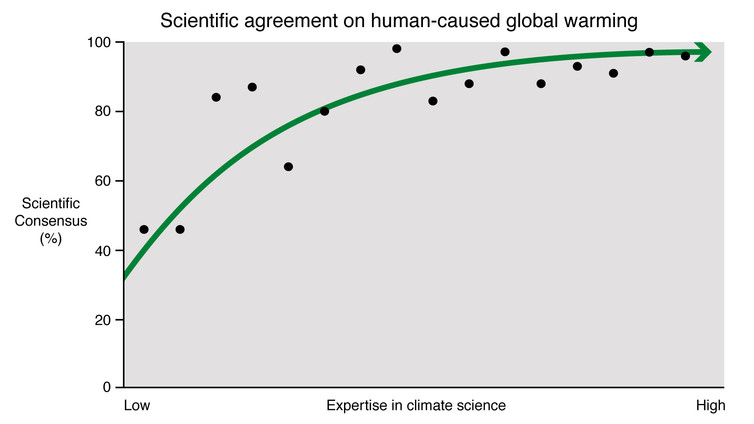 Scientific agreement on human-caused global warming
100
80
60
40
20
0
Scientific
Consensus
(%)
Low
Expertise in climate science
High